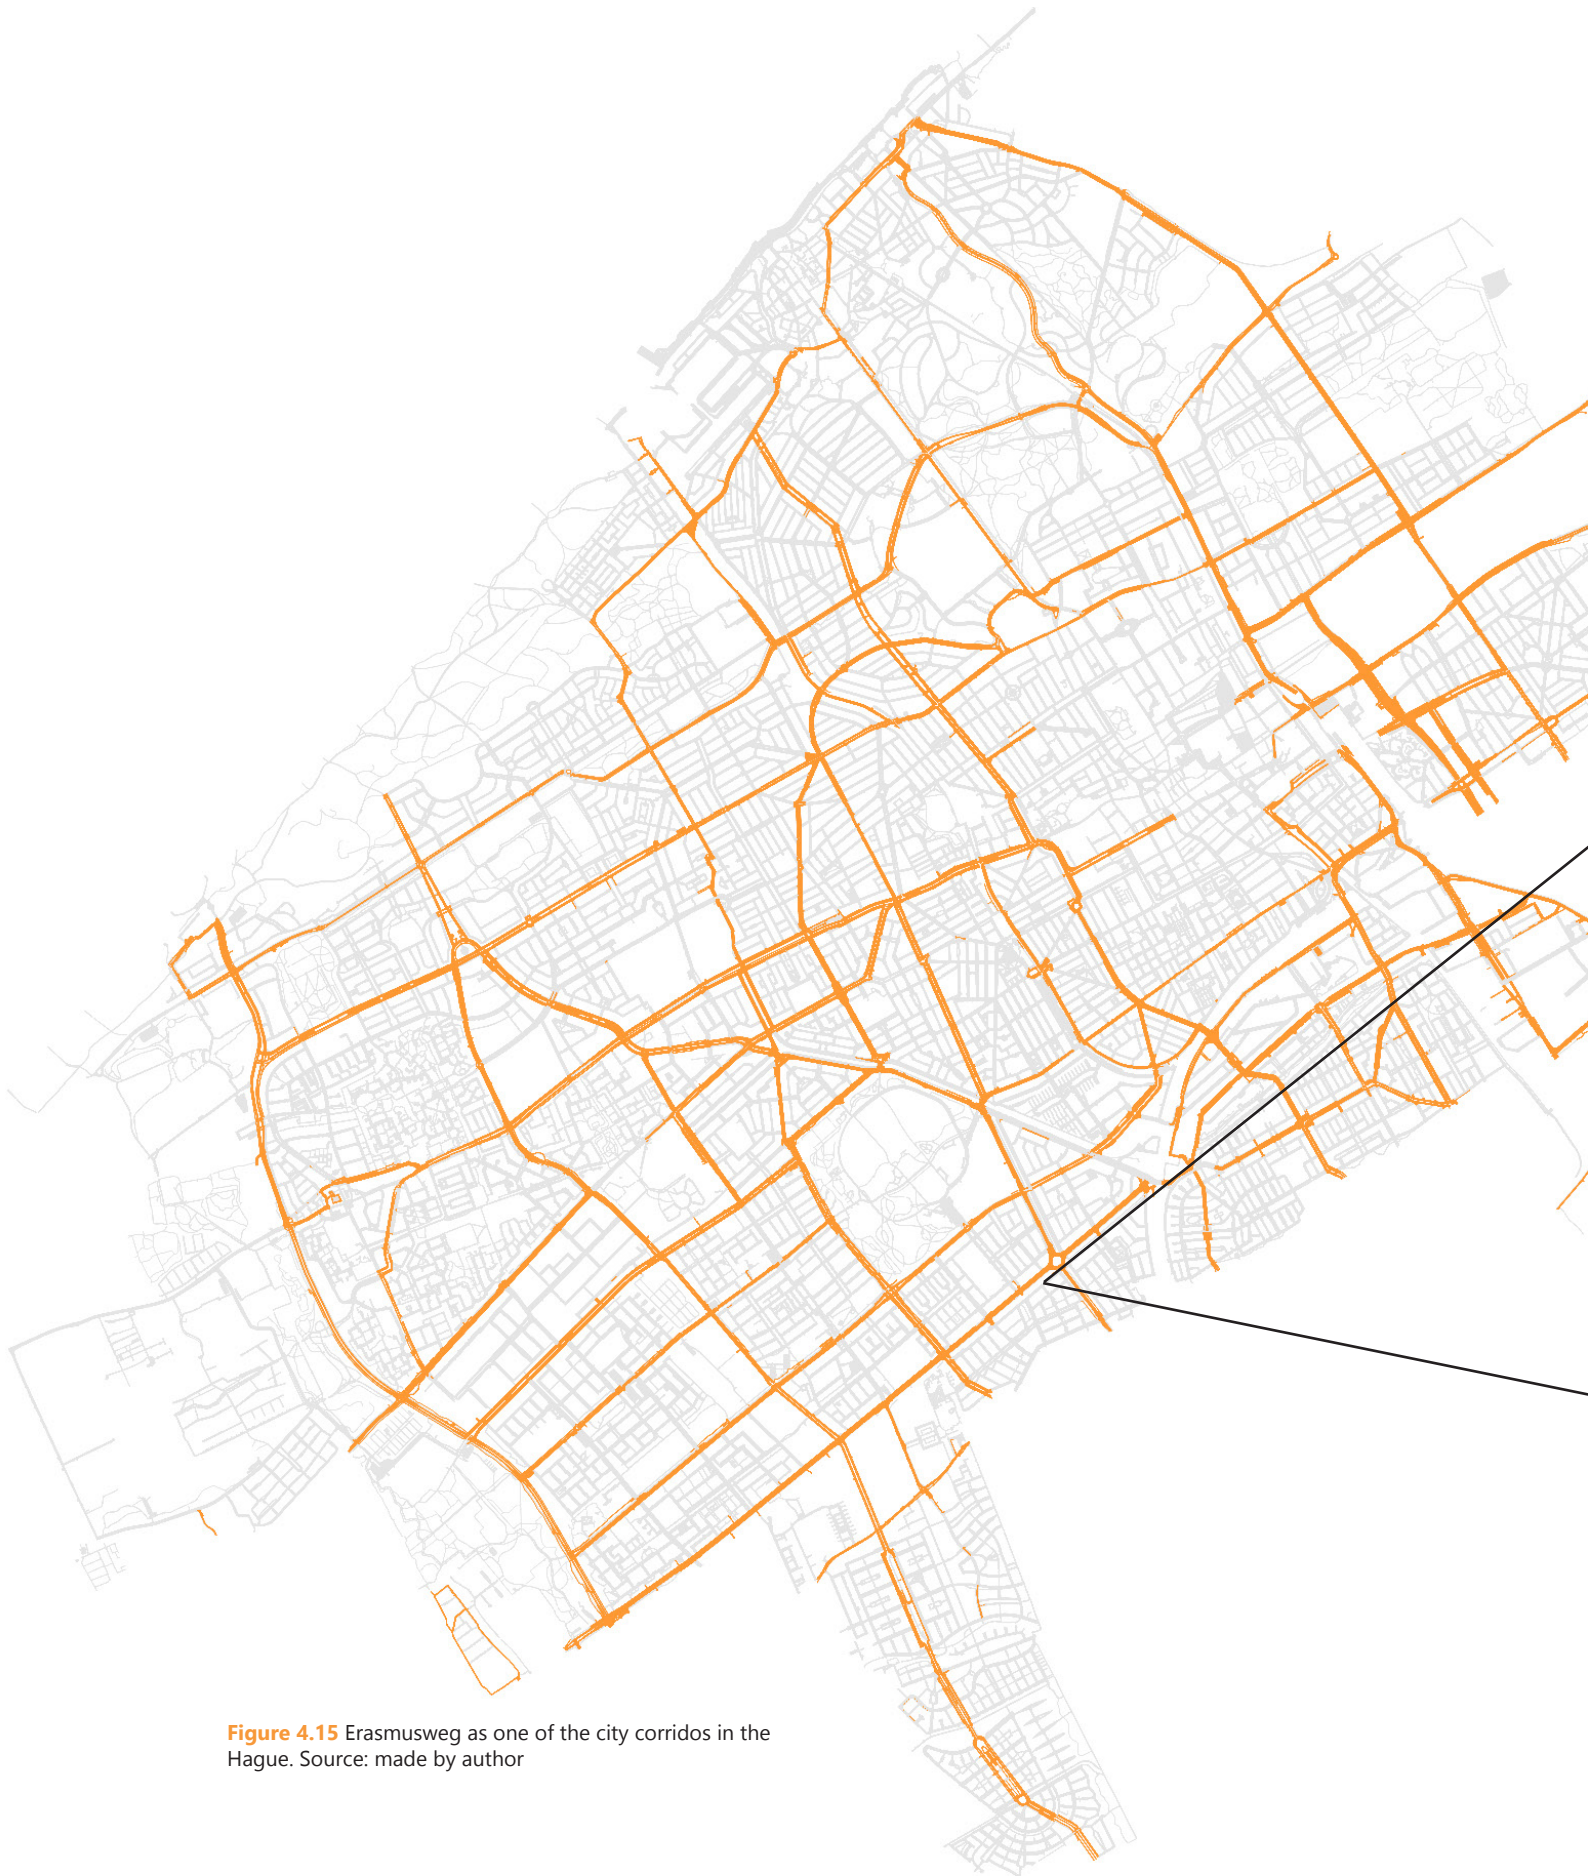 Figure 4.15 Erasmusweg as one of the city corridos in the
Hague. Source: made by author